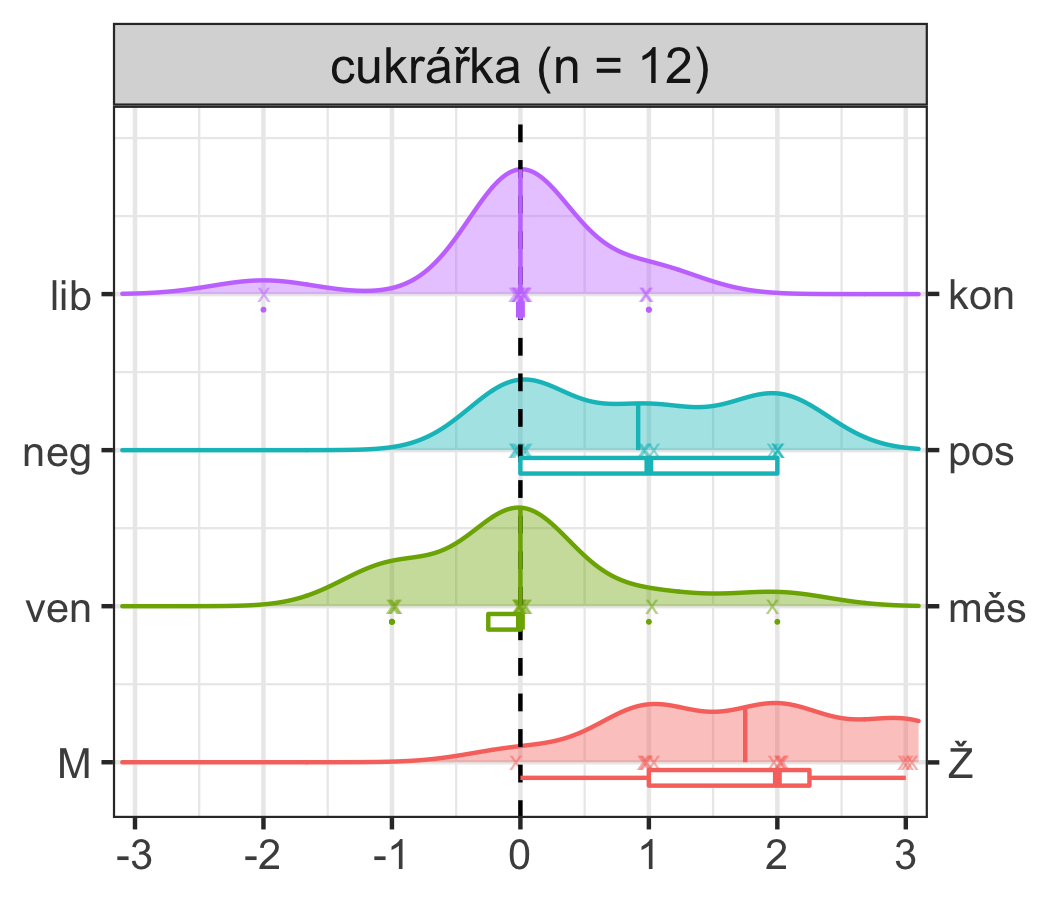 cukrářka (n = 12)
lib kon
neg pos
ven měs
M Ž
-3 -2 -1 0 1 2 3